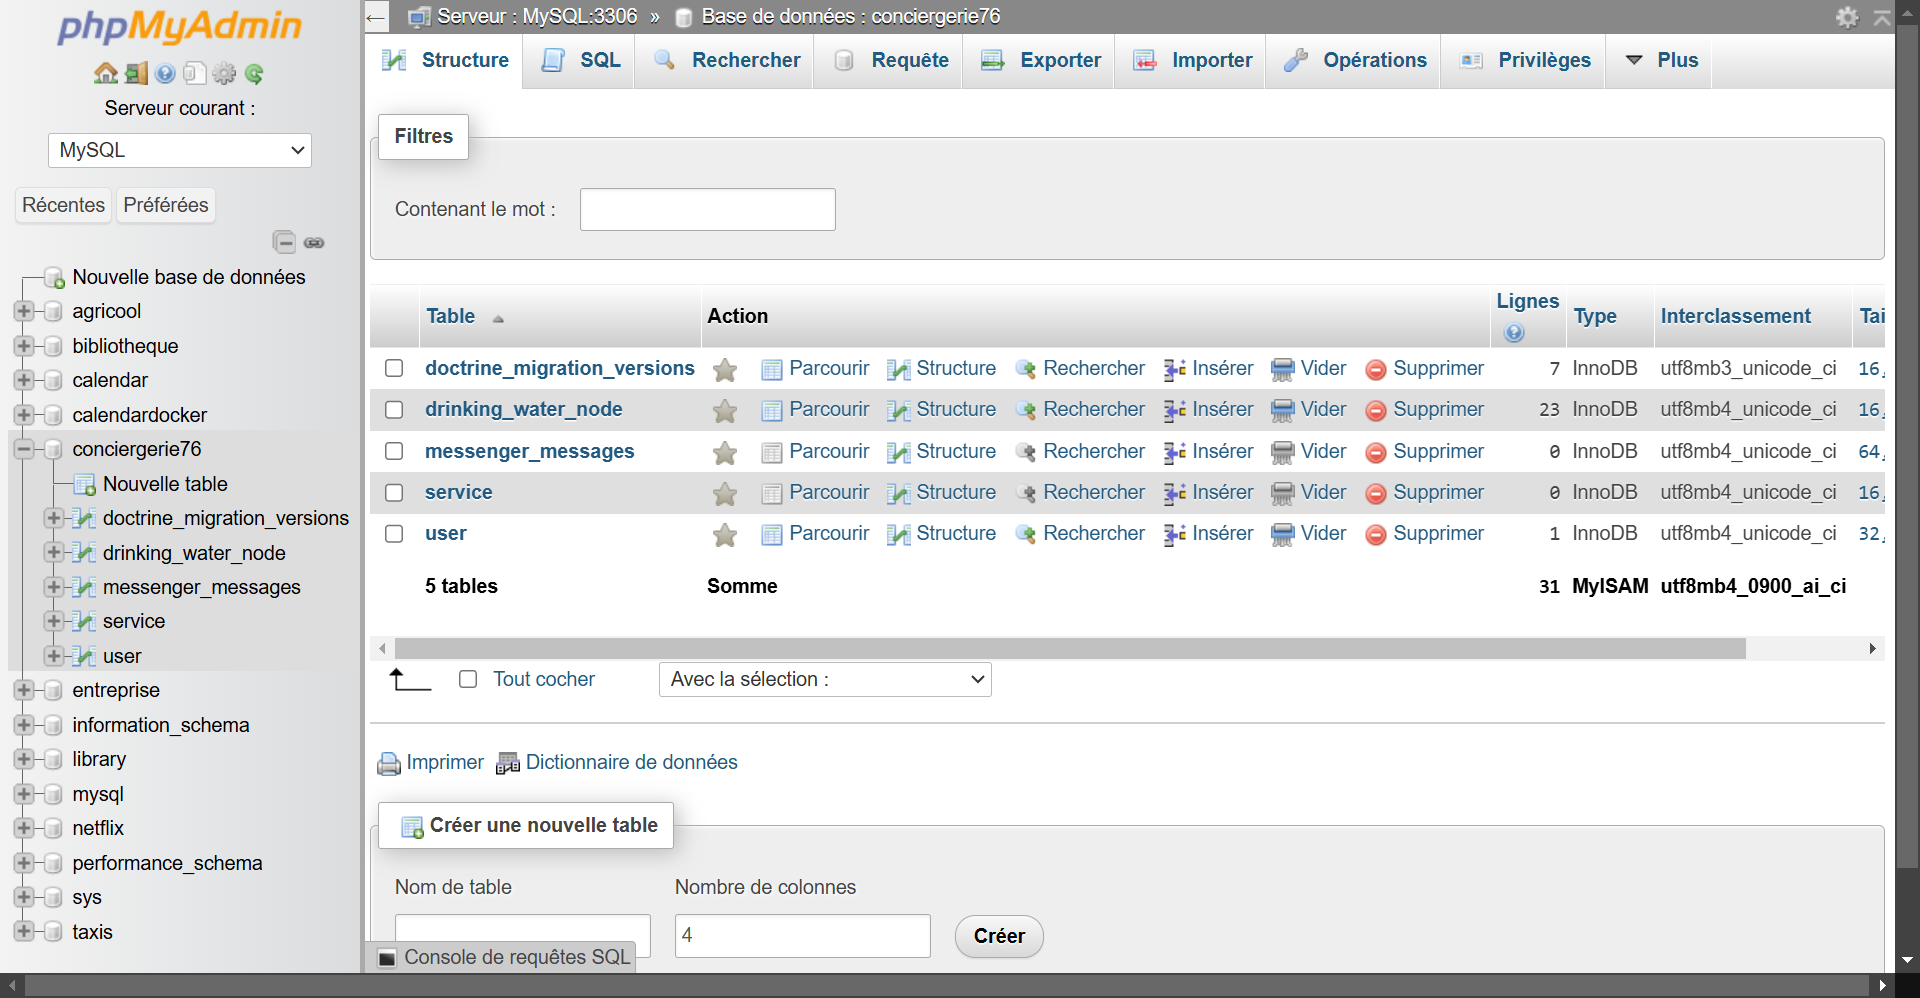 phpMyAdmin
Serveur courant :
MySQL
Récentes
Préférées
Nouvelle base de données
agricool
bibliotheque
calendar
calendardocker
conciergerie76
Nouvelle table
doctrine_migration_versions
drinking_water_node
messenger_messages
service
user
entreprise
information_schema
library
mysql
netflix
performance_schema
sys
taxis
Serveur : MySQL:3306 » Base de données : conciergerie76
Structure SQL Rechercher Requête Exporter Importer Opérations Privilèges Plus
Filtres
Contenant le mot :
Table Action Lignes Type Interclassement Tai
doctrine_migration_versions Parcourir Structure Rechercher Insérer Vider Supprimer 7 InnoDB utf8mb3_unicode_ci 16,
drinking_water_node Parcourir Structure Rechercher Insérer Vider Supprimer 23 InnoDB utf8mb4_unicode_ci 16,
messenger_messages Parcourir Structure Rechercher Insérer Vider Supprimer 0 InnoDB utf8mb4_unicode_ci 64,
service Parcourir Structure Rechercher Insérer Vider Supprimer 0 InnoDB utf8mb4_unicode_ci 16,
user Parcourir Structure Rechercher Insérer Vider Supprimer 1 InnoDB utf8mb4_unicode_ci 32,
5 tables Somme 31 MyISAM utf8mb4_0900_ai_ci
Tout cocher Avec la sélection :
Imprimer Dictionnaire de données
Créer une nouvelle table
Nom de table Nombre de colonnes
4 Créer
Console de requêtes SQL